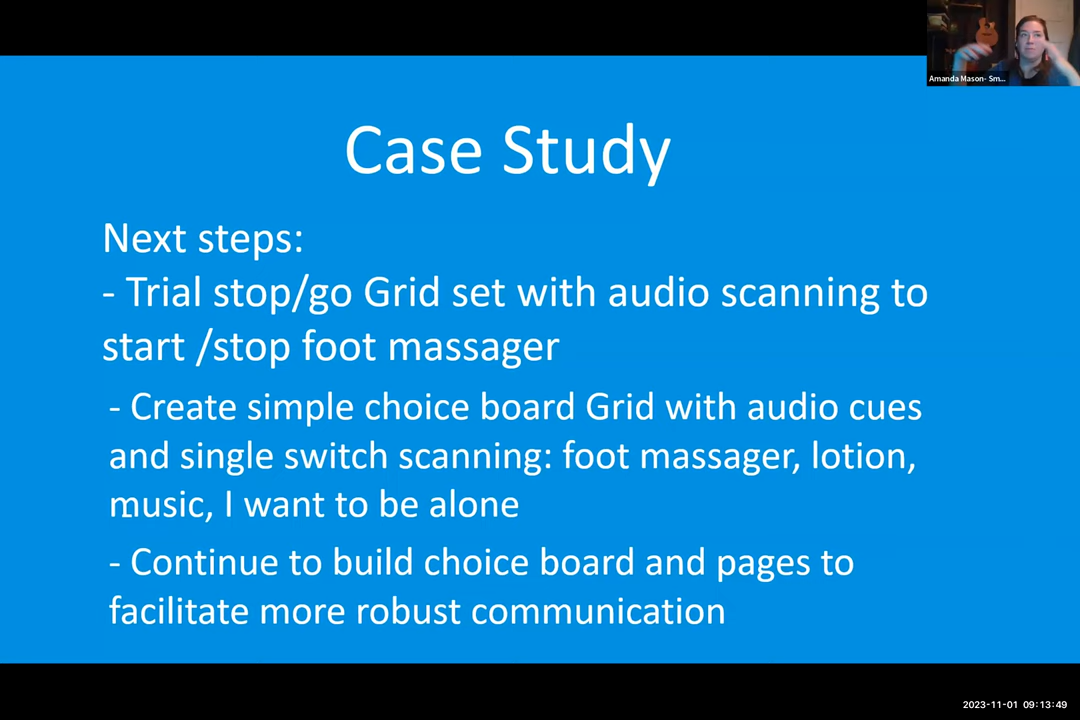 Amanda Mason- Sm...
Case Study
Next steps:
- Trial stop/go Grid set with audio scanning to
start /stop foot massager
- Create simple choice board Grid with audio cues
and single switch scanning: foot massager, lotion,
music, I want to be alone
- Continue to build choice board and pages to
facilitate more robust communication
2023-11-01 09:13:49